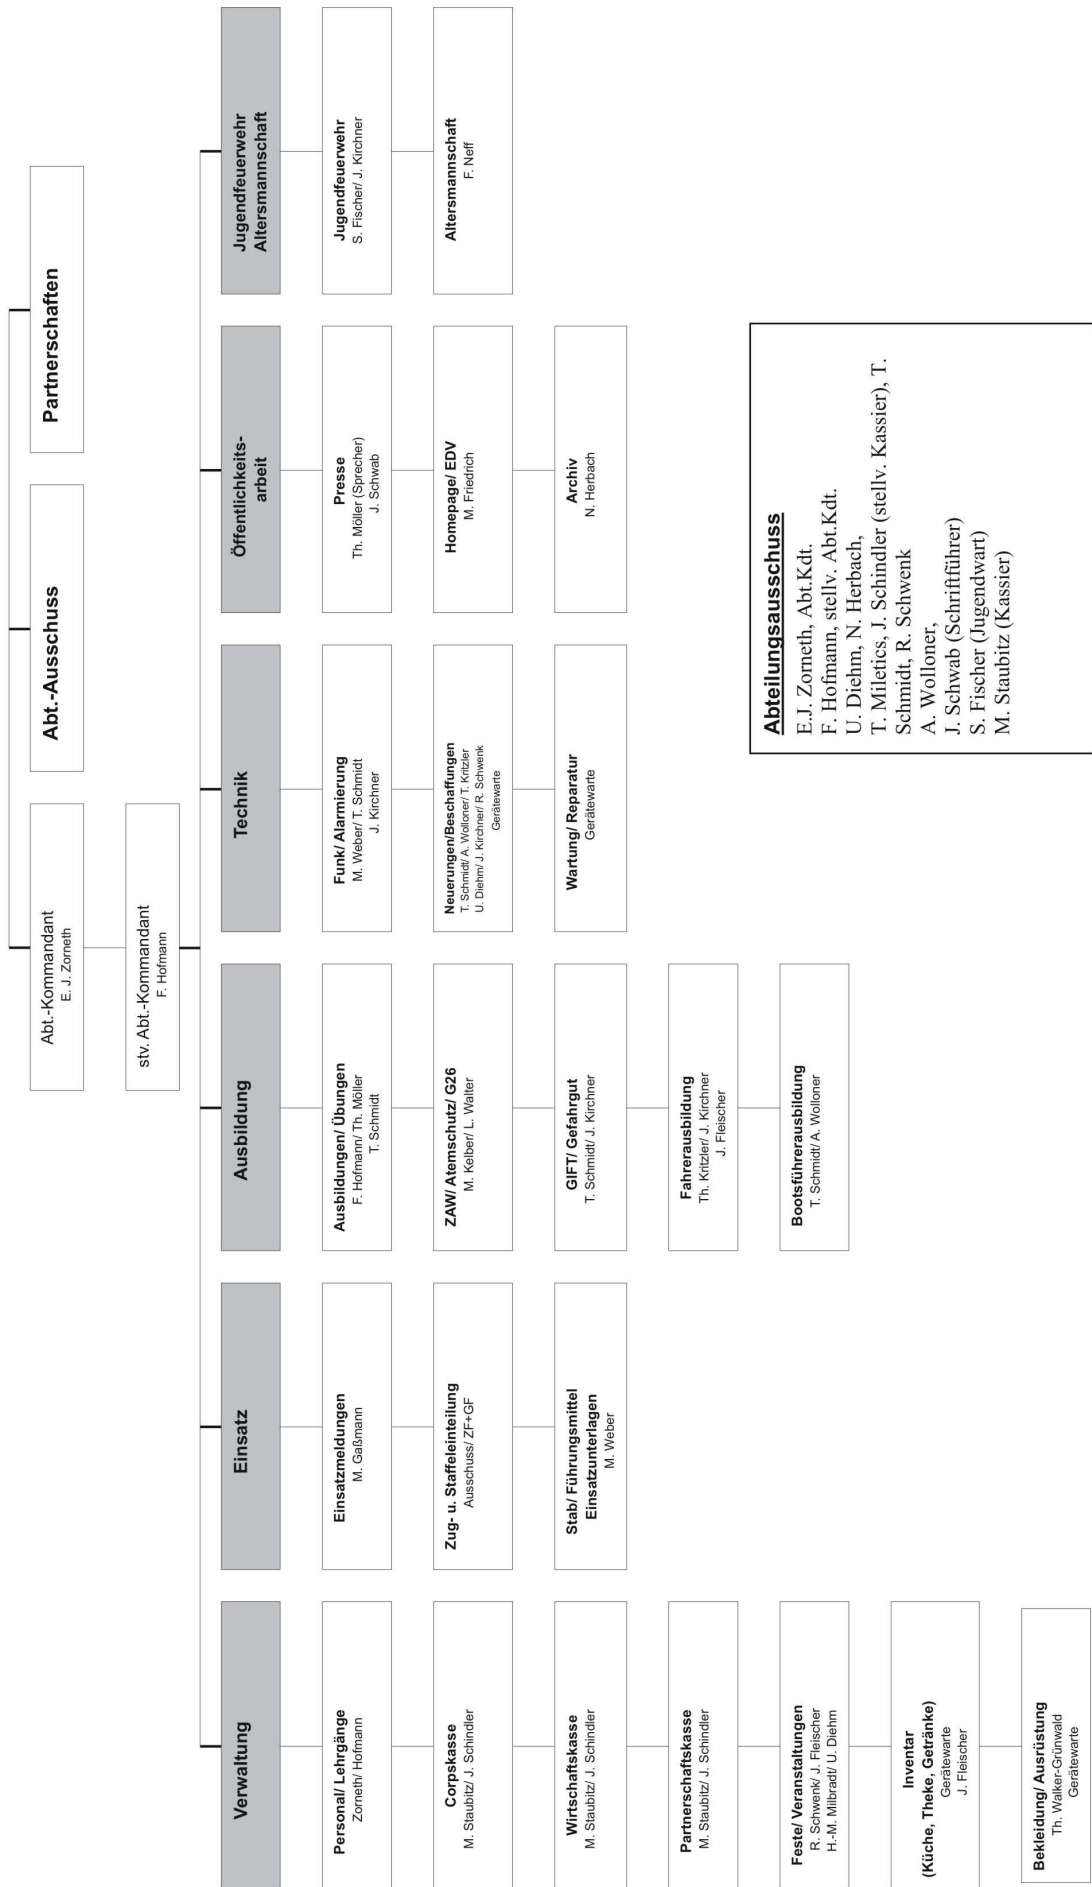 Abt.-Kommandant
E. J. Zorneth
Abt.-Ausschuss
Partnerschaften
stv. Abt.-Kommandant
F. Hofmann
Verwaltung
Personal/ Lehrgänge
Zorneth/ Hofmann
Corpskasse
M. Staubitz/ J. Schindler
Wirtschaftskasse
M. Staubitz/ J. Schindler
Partnerschaftskasse
M. Staubitz/ J. Schindler
Feste/ Veranstaltungen
R. Schwenk/ J. Fleischer
H.-M. Milbradt/ U. Diehm
Inventar
(Küche, Theke, Getränke)
Gerätewarte
J. Fleischer
Bekleidung/ Ausrüstung
Th. Walker-Grünwald
Gerätewarte
Einsatz
Einsatzmeldungen
M. Gaßmann
Zug- u. Staffeleinteilung
Ausschuss/ ZF+GF
Stab/ Führungsmittel
Einsatzunterlagen
M. Weber
Ausbildung
Ausbildungen/ Übungen
F. Hofmann/ Th. Möller
T. Schmidt
ZAW/ Atemschutz/ G26
M. Kelber/ L. Walter
GIFT/ Gefahrgut
T. Schmidt/ J. Kirchner
Fahrerausbildung
Th. Kritzler/ J. Kirchner
J. Fleischer
Bootsführerausbildung
T. Schmidt/ A. Wolloner
Technik
Funk/ Alarmierung
M. Weber/ T. Schmidt
J. Kirchner
Neuerungen/Beschaffungen
T. Schmidt/ A. Wolloner/ T. Kritzler
U. Diehm/ J. Kirchner/ R. Schwenk
Gerätewarte
Wartung/ Reparatur
Gerätewarte
Öffentlichkeits-
arbeit
Presse
Th. Möller (Sprecher)
J. Schwab
Homepage/ EDV
M. Friedrich
Archiv
N. Herbach
Jugendfeuerwehr
Altersmannschaft
Jugendfeuerwehr
S. Fischer/ J. Kirchner
Altersmannschaft
F. Neff
Abteilungsausschuss
E.J. Zorneth, Abt.Kdt.
F. Hofmann, stellv. Abt.Kdt.
U. Diehm, N. Herbach,
T. Miletics, J. Schindler (stellv. Kassier), T.
Schmidt, R. Schwenk
A. Wolloner,
J. Schwab (Schriftführer)
S. Fischer (Jugendwart)
M. Staubitz (Kassier)